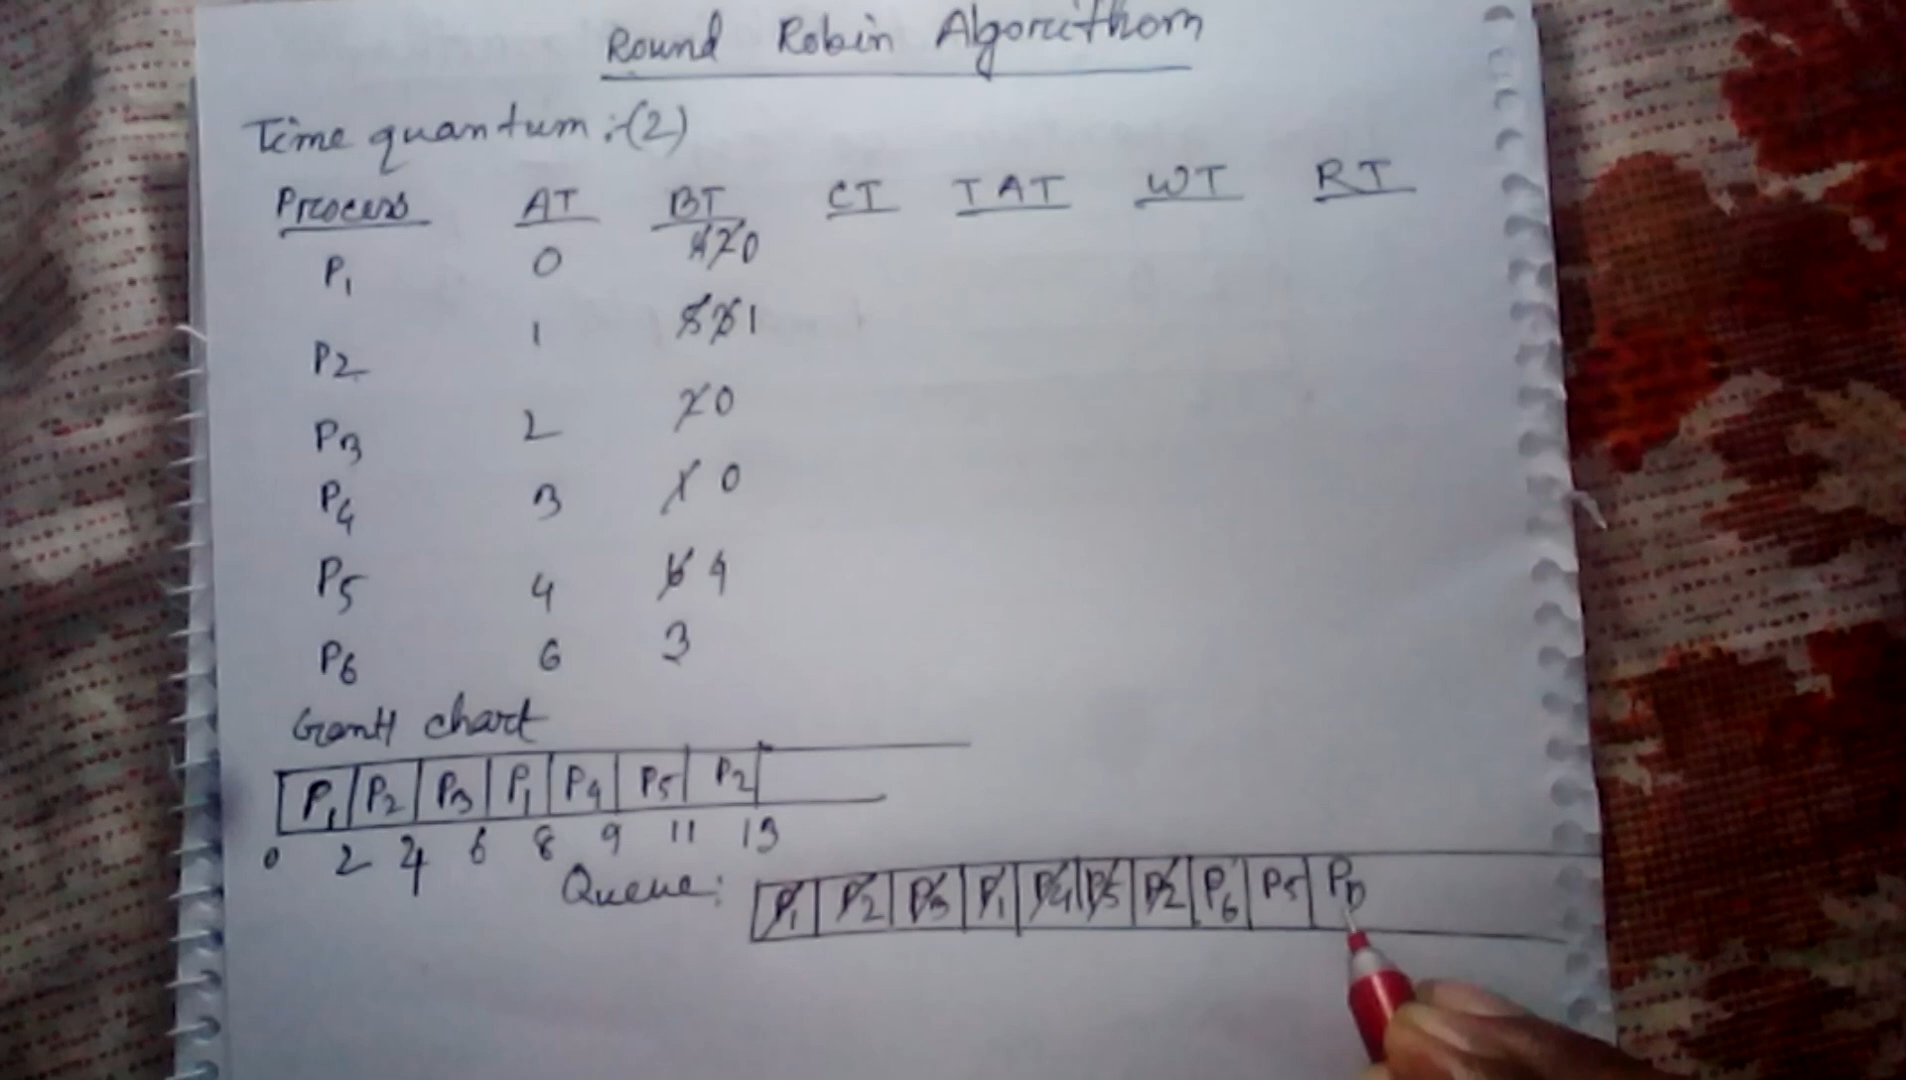 Round Robin Algorithom
Time quantum :-(2)
Process AT BT CT TAT WT RT
P1 0 4 2 0
P2 1 5 3 1
P3 2 2 0
P4 3 1 0
P5 4 6 4
P6 6 3
Gantt chart
P1 P2 P3 P1 P4 P5 P2
0 2 4 6 8 9 11 13
Queue: P1 P2 P3 P1 P4 P5 P2 P6 P5